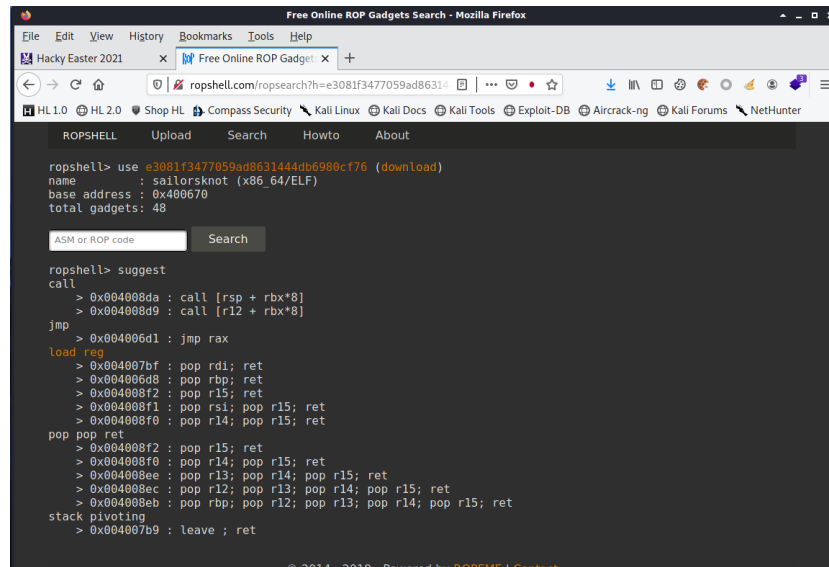 Free Online ROP Gadgets Search - Mozilla Firefox
File Edit View History Bookmarks Tools Help
Hacky Easter 2021
Free Online ROP Gadget
ropshell.com/ropsearch?h=e3081f3477059ad86314
3
HL 1.0 HL 2.0 Shop HL Compass Security Kali Linux Kali Docs Kali Tools Exploit-DB Aircrack-ng Kali Forums NetHunter
ROPSHELL Upload Search Howto About
ropshell> use e3081f3477059ad8631444db6980cf76 (download)
name : sailorsknot (x86_64/ELF)
base address : 0x400670
total gadgets: 48
ASM or ROP code Search
ropshell> suggest
call
> 0x004008da : call [rsp + rbx*8]
> 0x004008d9 : call [r12 + rbx*8]
jmp
> 0x004006d1 : jmp rax
load reg
> 0x004007bf : pop rdi; ret
> 0x004006d8 : pop rbp; ret
> 0x004008f2 : pop r15; ret
> 0x004008f1 : pop rsi; pop r15; ret
> 0x004008f0 : pop r14; pop r15; ret
pop pop ret
> 0x004008f2 : pop r15; ret
> 0x004008f0 : pop r14; pop r15; ret
> 0x004008ee : pop r13; pop r14; pop r15; ret
> 0x004008ec : pop r12; pop r13; pop r14; pop r15; ret
> 0x004008eb : pop rbp; pop r12; pop r13; pop r14; pop r15; ret
stack pivoting
> 0x004007b9 : leave ; ret
Powered by ROPEME | Contact